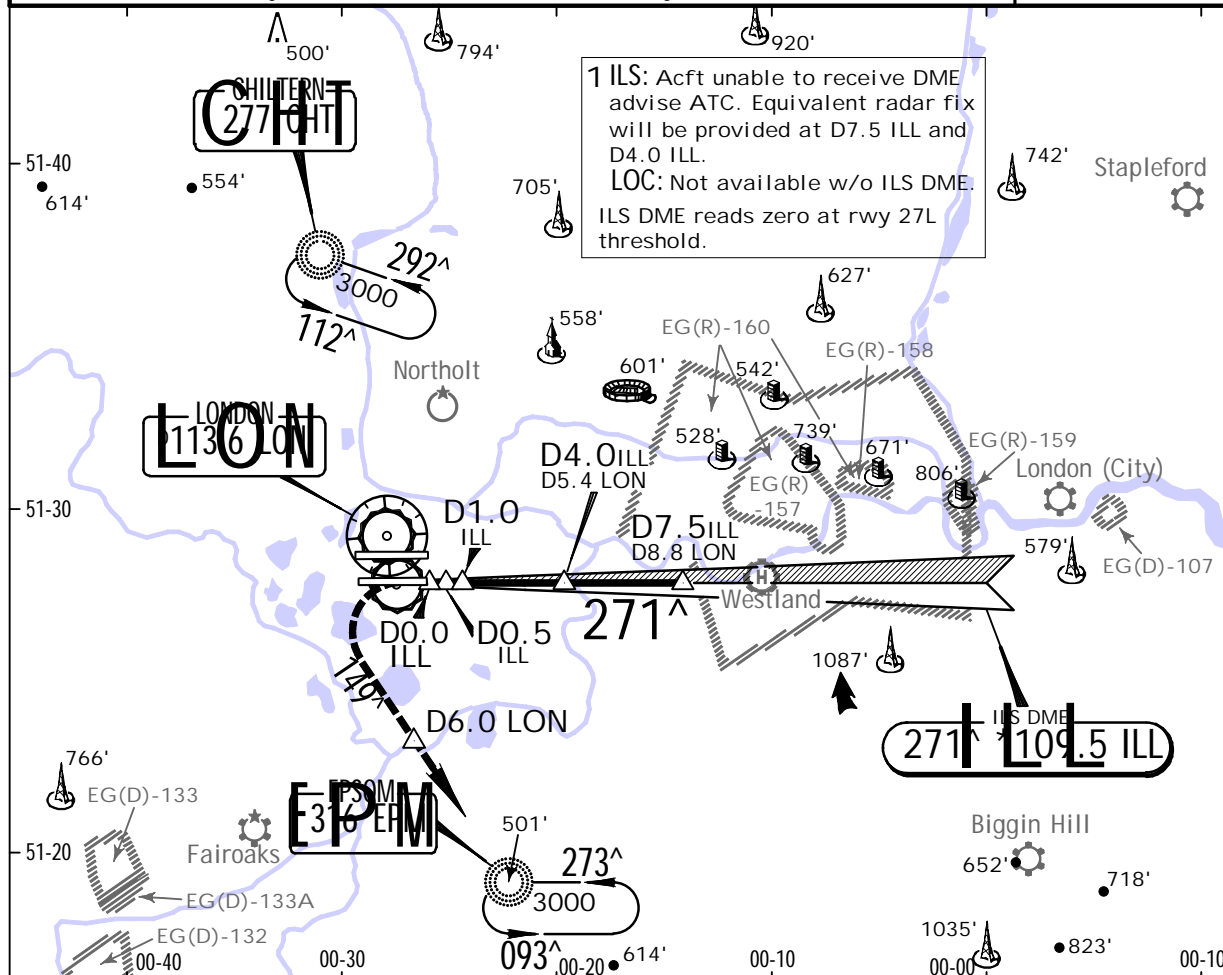 500'
794'
920'
CHILTERN
277 CHT
CHT
1 ILS: Acft unable to receive DME
advise ATC. Equivalent radar fix
will be provided at D7.5 ILL and
D4.0 ILL.
LOC: Not available w/o ILS DME.
ILS DME reads zero at rwy 27L
threshold.
51-40
614'
554'
705'
742'
Stapleford
292^
3000
112^
627'
558'
EG(R)-160
EG(R)-158
Northolt
601'
542'
LONDON
113.6 LON
LON
528'
739'
671'
EG(R)-159
806'
London (City)
D4.0 ILL
D5.4 LON
EG(R)
-157
51-30
D1.0
ILL
D7.5 ILL
D8.8 LON
579'
EG(D)-107
H
Westland
271^
D0.0
ILL
D0.5
ILL
149^
1087'
D6.0 LON
ILS DME
271^ *109.5 ILL
ILL
766'
EG(D)-133
EPSOM
316 EPM
EPM
501'
Biggin Hill
Fairoaks
51-20
652'
273^
3000
718'
EG(D)-133A
EG(D)-132
093^
614'
1035'
823'
00-40
00-30
00-20
00-10
00-00
00-10